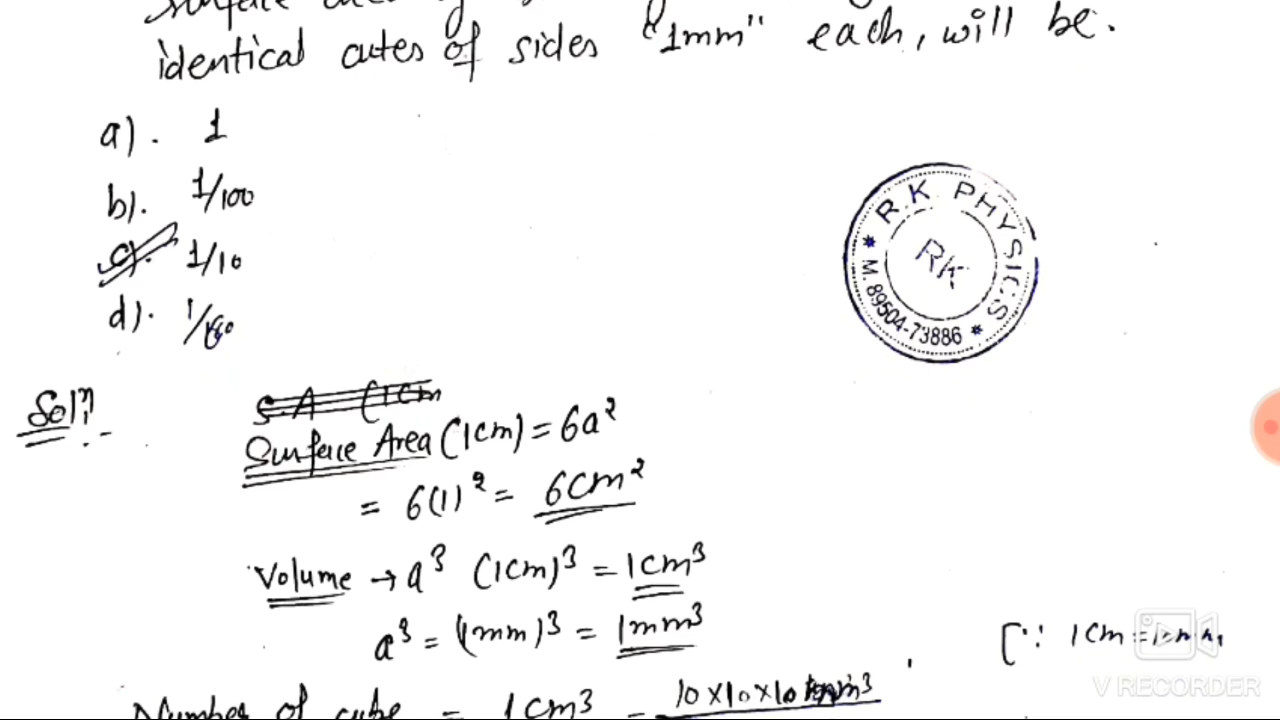 identical cutes of sides "1mm" each, will be.
a). 1
b). 1/100
c). 1/10
d).
R.K PHYSICS
RK
* M. 89504-73886 *
Solⁿ:-
S.A (1cm
Surface Area (1cm) = 6a²
= 6(1)² = 6cm²
Volume → a³ (1cm)³ = 1cm³
a³ = (1mm)³ = 1mm³
[∵ 1cm =
V RECORDER
Number of cube = 1cm³ = 10×10×10